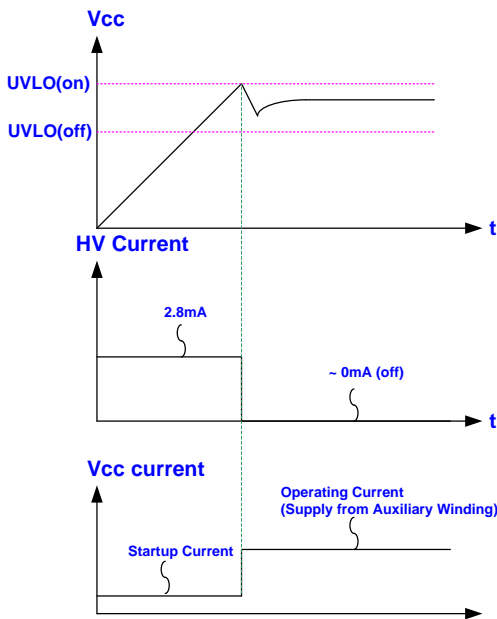 Vcc
UVLO(on)
UVLO(off)
t
HV Current
2.8mA
~ 0mA (off)
t
Vcc current
Operating Current
(Supply from Auxiliary Winding)
Startup Current